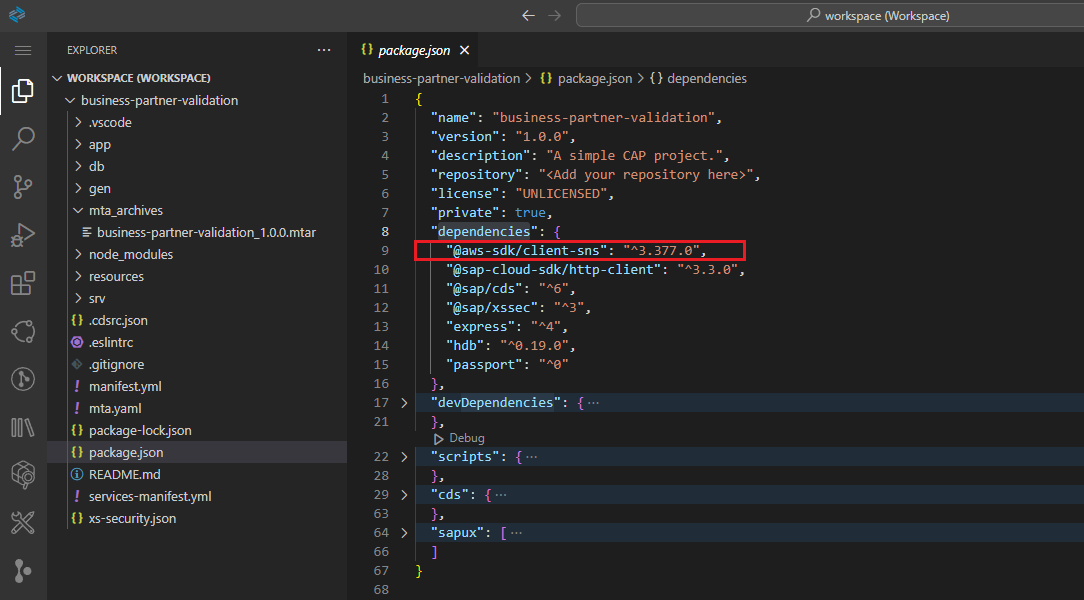 workspace (Workspace)
EXPLORER
WORKSPACE (WORKSPACE)
business-partner-validation
.vscode
app
db
gen
mta_archives
business-partner-validation_1.0.0.mtar
node_modules
resources
srv
.cdsrc.json
.eslintrc
.gitignore
manifest.yml
mta.yaml
package-lock.json
package.json
README.md
services-manifest.yml
xs-security.json
{} package.json ×
business-partner-validation > {} package.json > {} dependencies
1 {
2 "name": "business-partner-validation",
3 "version": "1.0.0",
4 "description": "A simple CAP project.",
5 "repository": "<Add your repository here>",
6 "license": "UNLICENSED",
7 "private": true,
8 "dependencies": {
9 "@aws-sdk/client-sns": "^3.377.0",
10 "@sap-cloud-sdk/http-client": "^3.3.0",
11 "@sap/cds": "^6",
12 "@sap/xssec": "^3",
13 "express": "^4",
14 "hdb": "^0.19.0",
15 "passport": "^0"
16 },
17 "devDependencies": {⋯
21 },
Debug
22 "scripts": {⋯
28 },
29 "cds": {⋯
63 },
64 "sapux": [⋯
66 ]
67 }
68